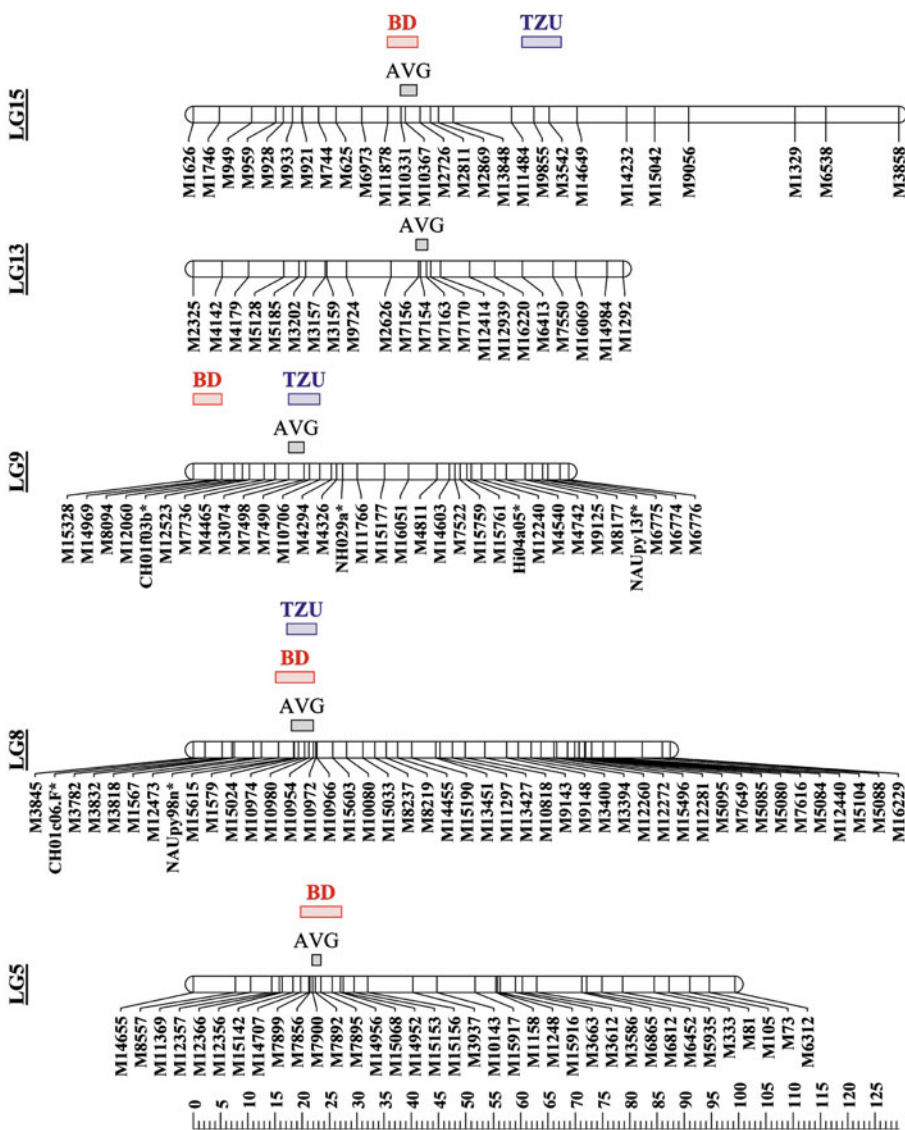 BD TZU
AVG
LG15
M1626 M1746 M949 M959 M928 M933 M921 M744 M6625 M6973 M11878 M10331 M10367 M2726 M2811 M2869 M13848 M11484 M9855 M3542 M14649 M14232 M15042 M9056 M1329 M6538 M3858
AVG
LG13
M2325 M4142 M4179 M5128 M5185 M3202 M3157 M3159 M9724 M2626 M7156 M7154 M7163 M7170 M12414 M12939 M16220 M6413 M7550 M16069 M14984 M1292
BD TZU
AVG
LG9
M15328 M14969 M8094 M12060 CH01f03b* M12523 M7736 M4465 M3074 M7498 M7490 M10706 M4294 M4326 NH029a* M11766 M15177 M16051 M4811 M14603 M7522 M15759 M15761 Hi04a05* M12240 M4540 M4742 M9125 M8177 NAUpy13f* M6775 M6774 M6776
TZU
BD
AVG
LG8
M3845 CH01c06.F* M3782 M3832 M3818 M1567 M12473 NAUpy98n* M15615 M1579 M15024 M10974 M10980 M10954 M10972 M10966 M15603 M10080 M15033 M8237 M8219 M14455 M15190 M13451 M11297 M13427 M10818 M9143 M9148 M3400 M3394 M12260 M12272 M15496 M12281 M5095 M7649 M5085 M5080 M7616 M5084 M12440 M5104 M5088 M16229
BD
AVG
LG5
M14655 M8557 M11369 M12357 M12366 M12356 M15142 M14707 M7899 M7856 M7900 M7892 M7895 M14956 M15068 M14952 M15153 M15156 M3937 M10143 M15917 M1158 M1248 M15916 M3663 M3612 M3586 M6865 M6812 M6452 M5935 M333 M81 M105 M73 M6312
0 5 10 15 20 25 30 35 40 45 50 55 60 65 70 75 80 85 90 95 100 105 110 115 120 125